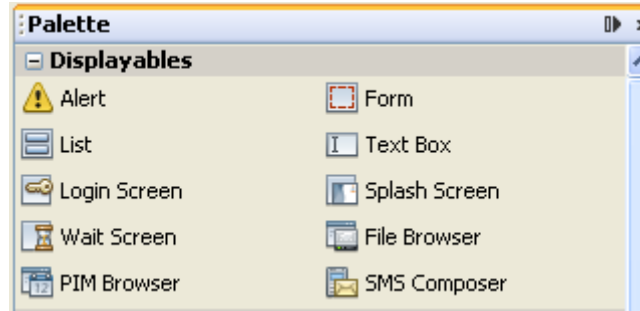 Palette
Displayables
Alert
Form
List
Text Box
Login Screen
Splash Screen
Wait Screen
File Browser
PIM Browser
SMS Composer